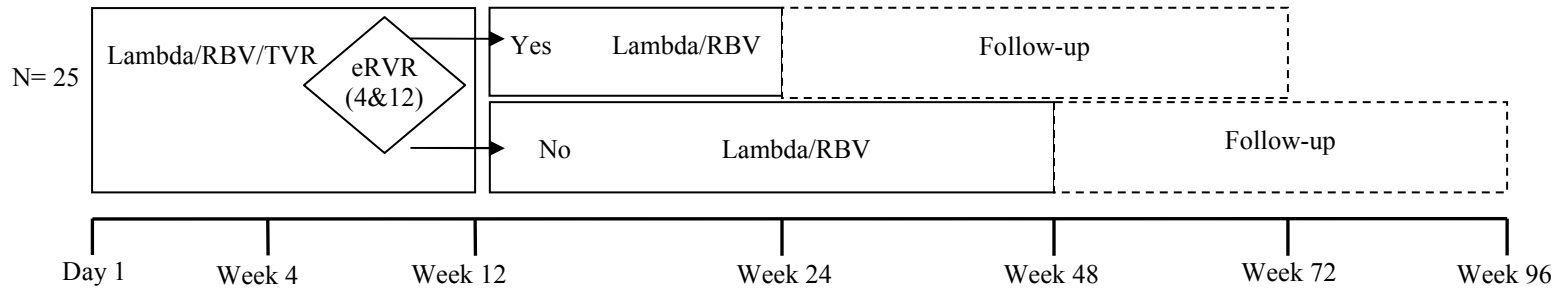 N= 25
Lambda/RBV/TVR
eRVR
(4&12)
Yes Lambda/RBV
Follow-up
No Lambda/RBV
Follow-up
Day 1 Week 4 Week 12 Week 24 Week 48 Week 72 Week 96